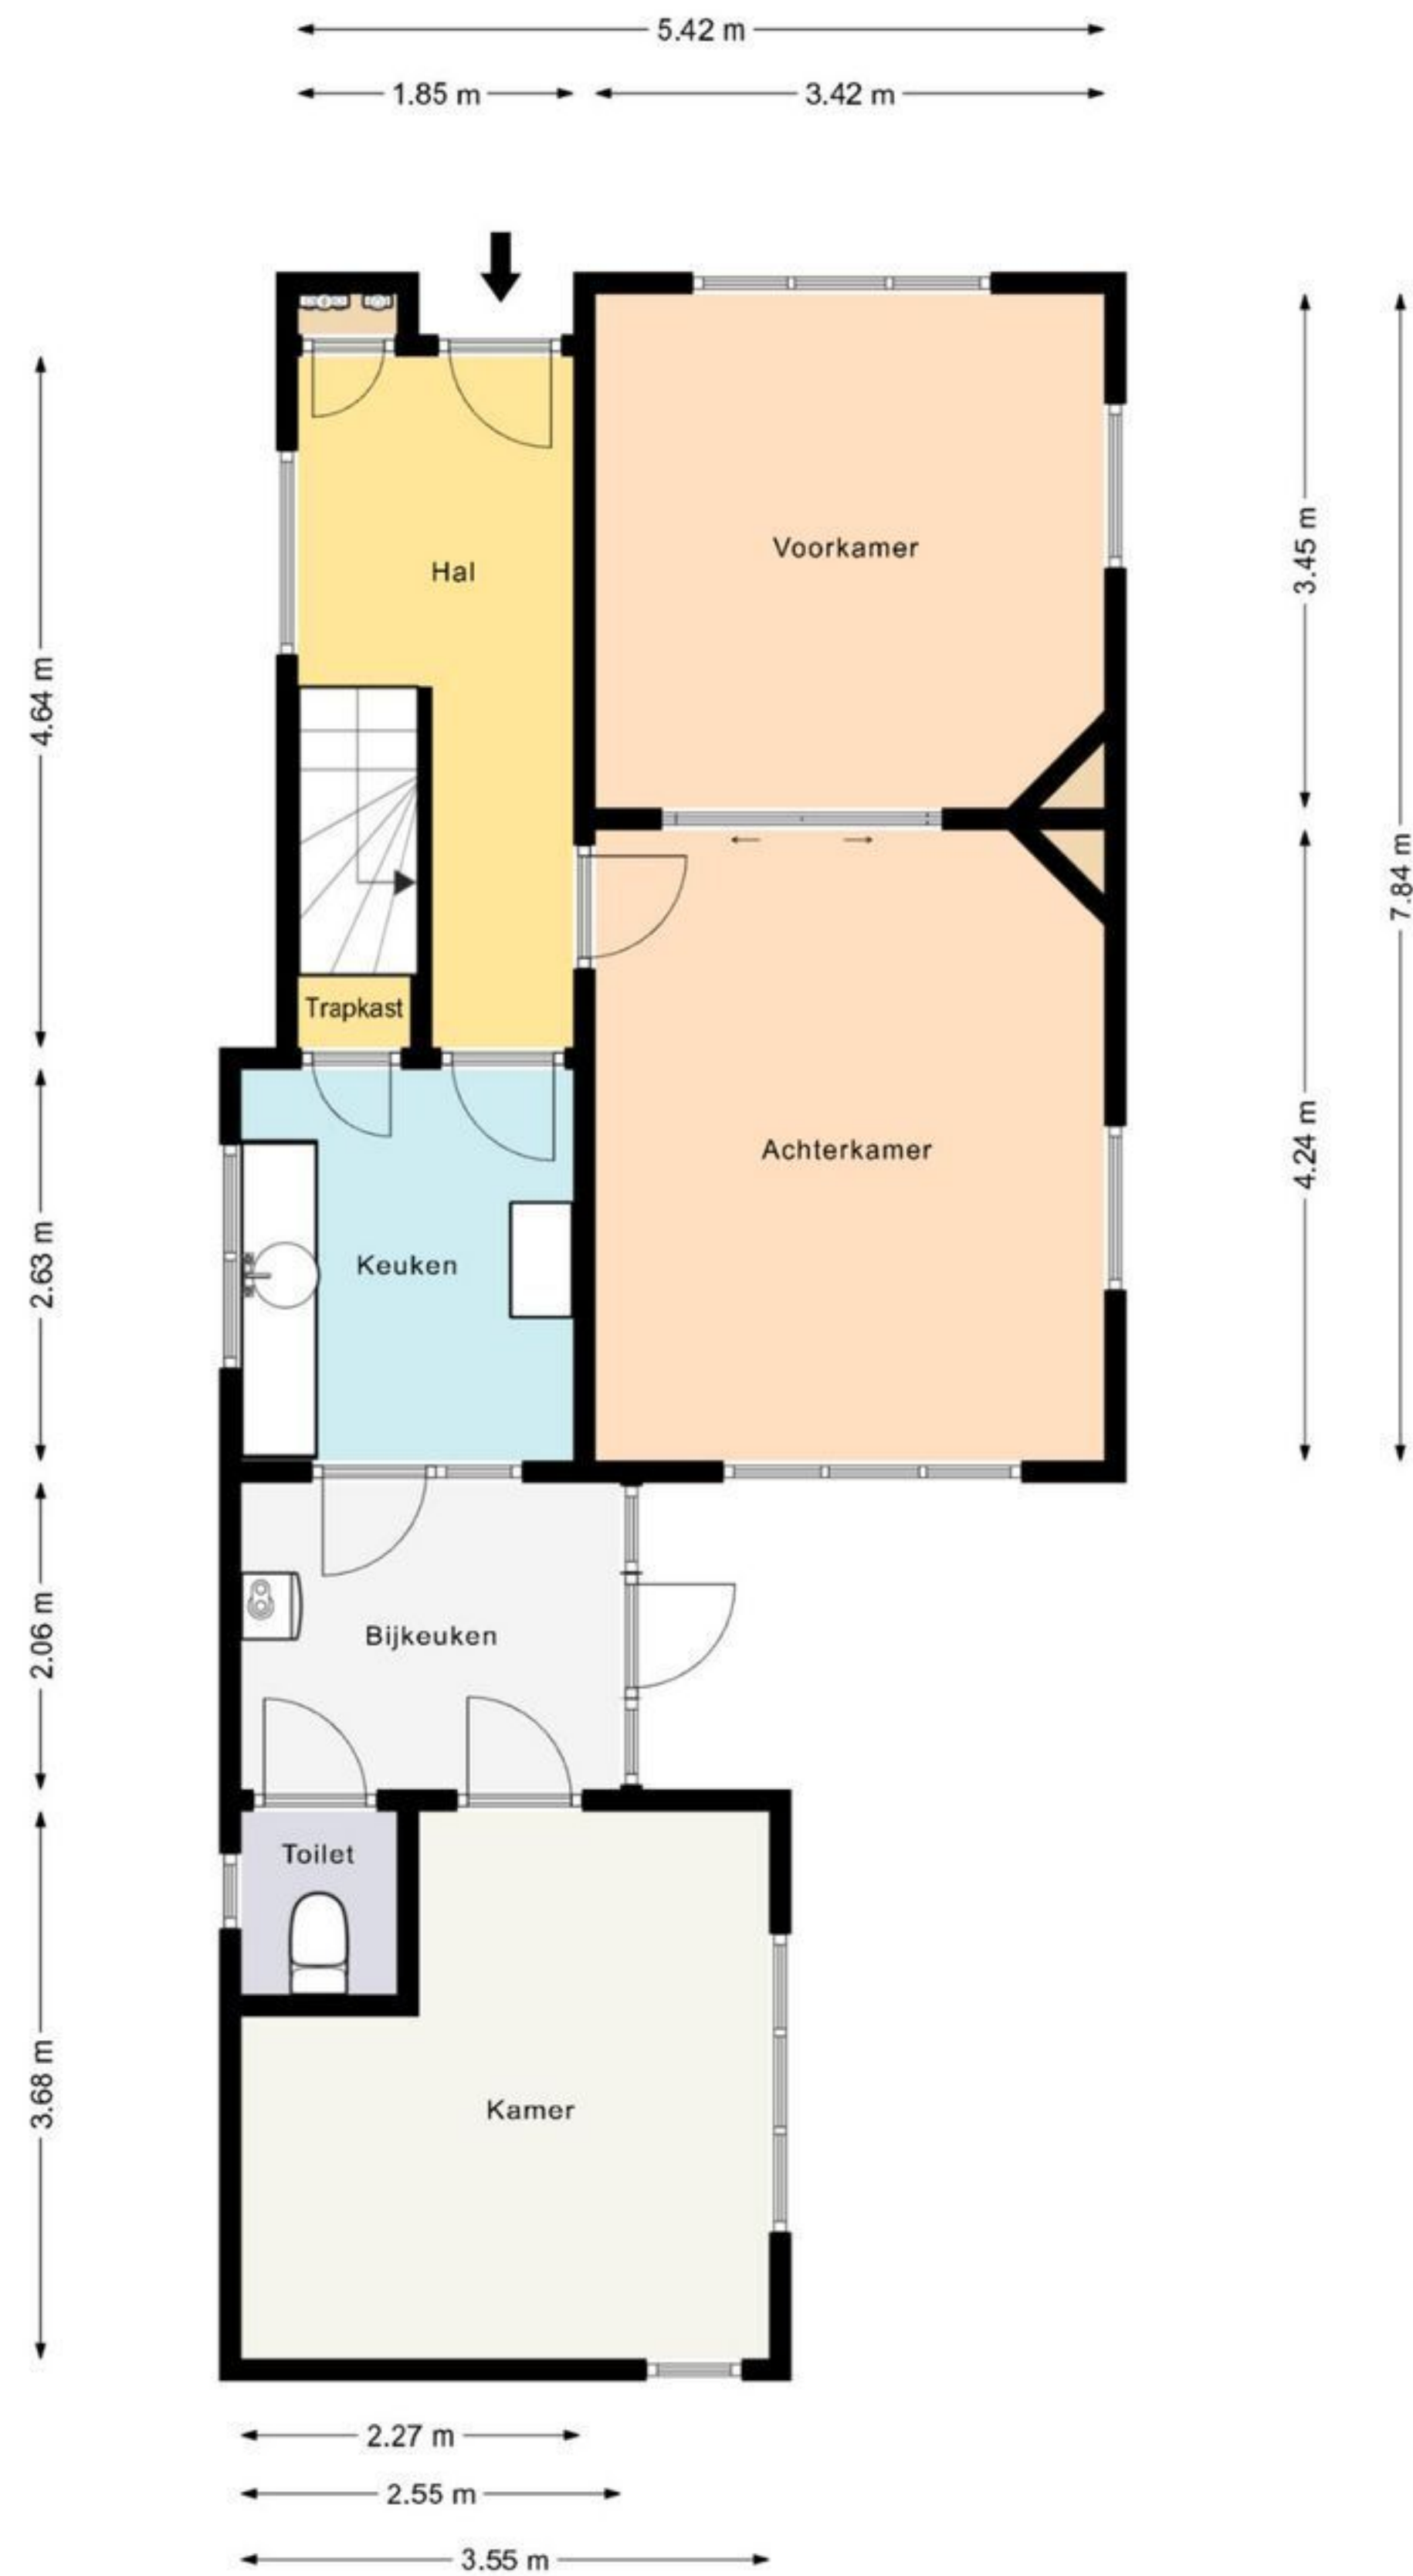 5.42 m
1.85 m
3.42 m
Voorkamer
Hal
3.45 m
4.64 m
7.84 m
Trapkast
Achterkamer
4.24 m
Keuken
2.63 m
Bijkeuken
2.06 m
Toilet
3.68 m
Kamer
2.27 m
2.55 m
3.55 m